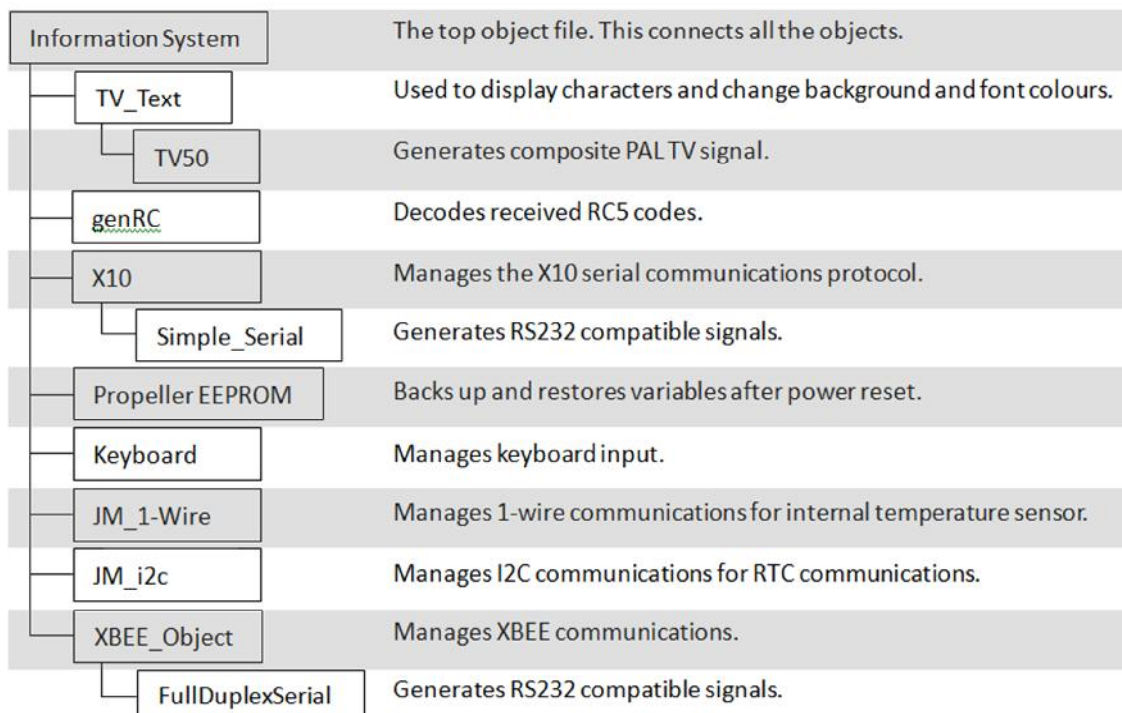 Information System The top object file. This connects all the objects.
TV_Text Used to display characters and change background and font colours.
TV50 Generates composite PAL TV signal.
genRC Decodes received RC5 codes.
X10 Manages the X10 serial communications protocol.
Simple_Serial Generates RS232 compatible signals.
Propeller EEPROM Backs up and restores variables after power reset.
Keyboard Manages keyboard input.
JM_1-Wire Manages 1-wire communications for internal temperature sensor.
JM_i2c Manages I2C communications for RTC communications.
XBEE_Object Manages XBEE communications.
FullDuplexSerial Generates RS232 compatible signals.